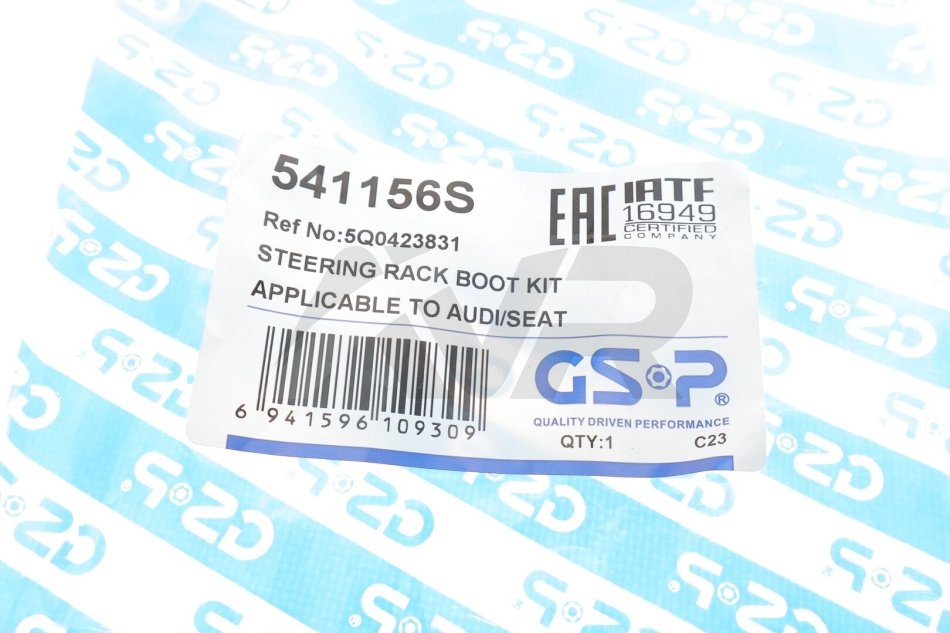 541156S
Ref No:5Q0423831
STEERING RACK BOOT KIT
APPLICABLE TO AUDI/SEAT
6 941596 109309
EAC
IATF
16949
CERTIFIED
COMPANY
GSP®
QUALITY DRIVEN PERFORMANCE
QTY:1 C23